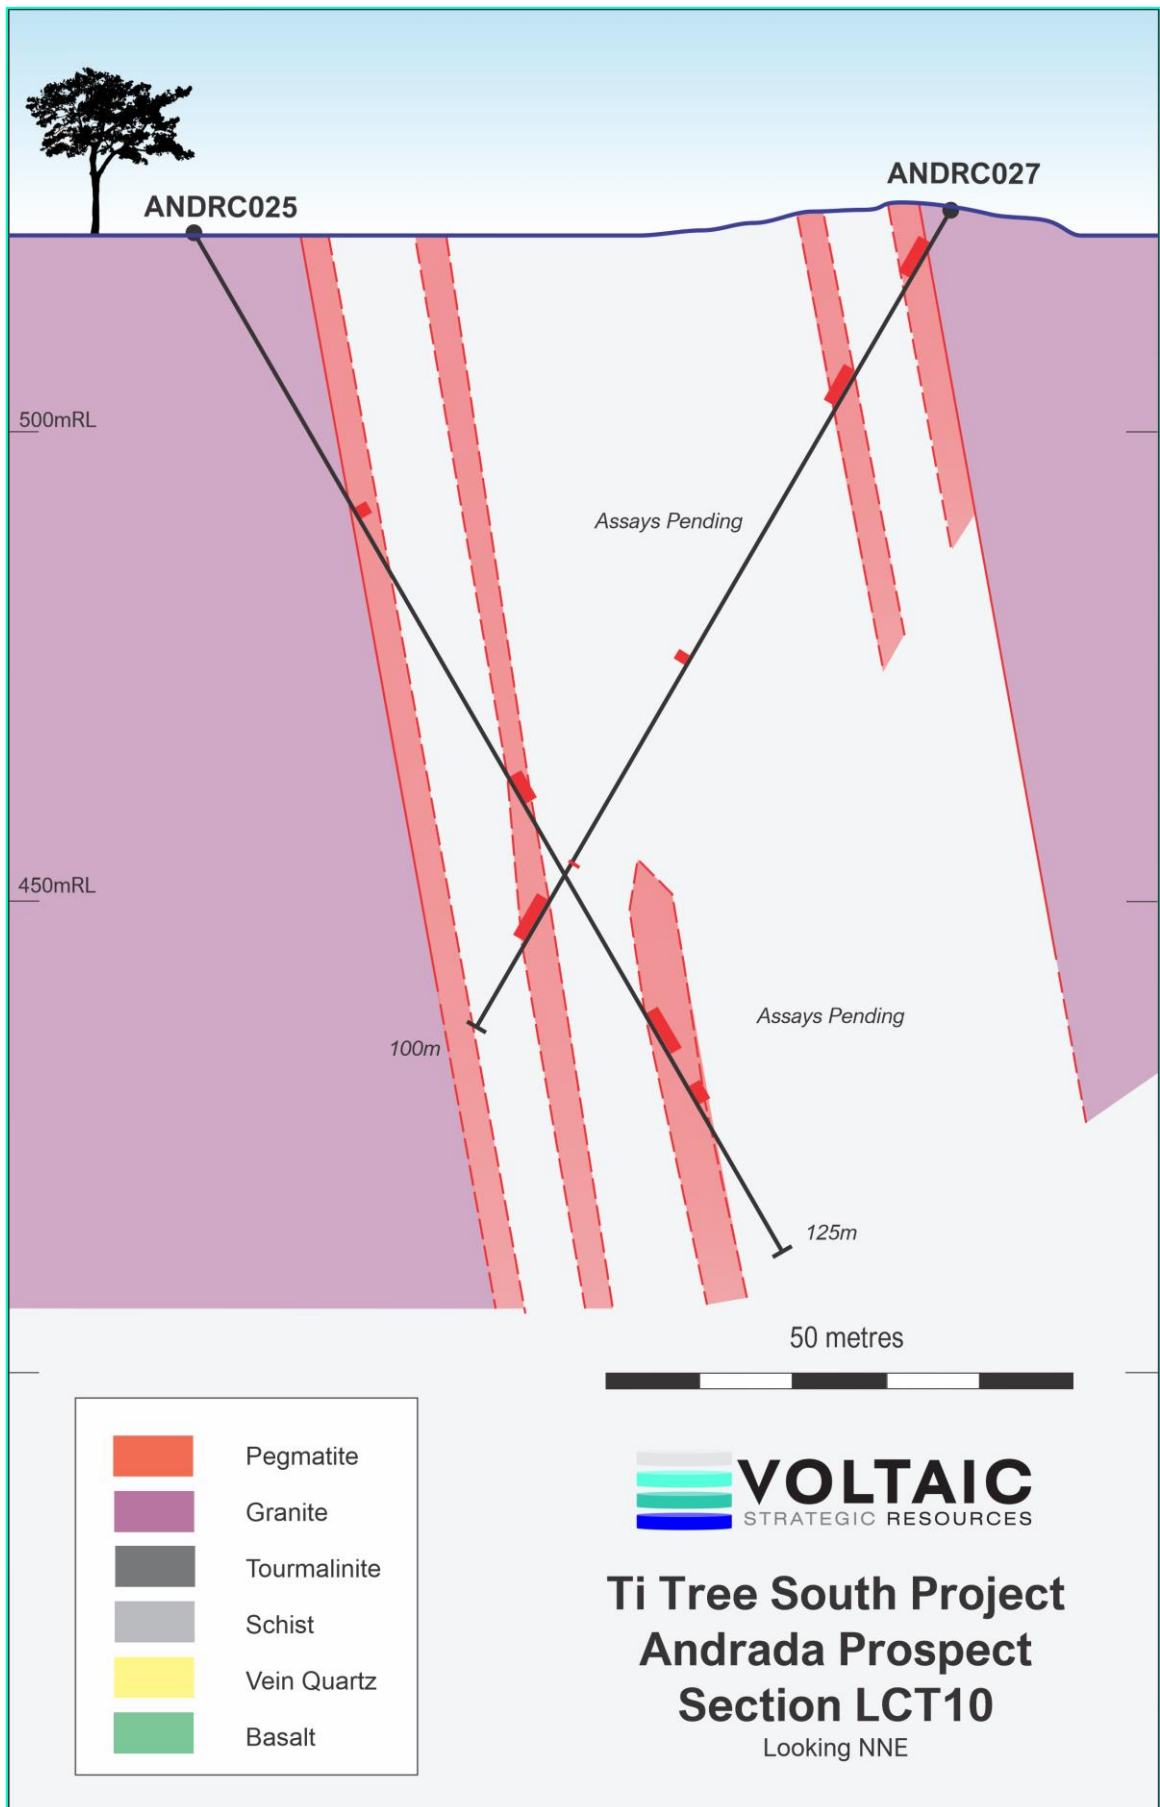 ANDRC027
ANDRC025
500mRL
Assays Pending
450mRL
Assays Pending
100m
125m
50 metres
Pegmatite
Granite
Tourmalinite
Schist
Vein Quartz
Basalt
VOLTAIC
STRATEGIC RESOURCES
Ti Tree South Project
Andrada Prospect
Section LCT10
Looking NNE